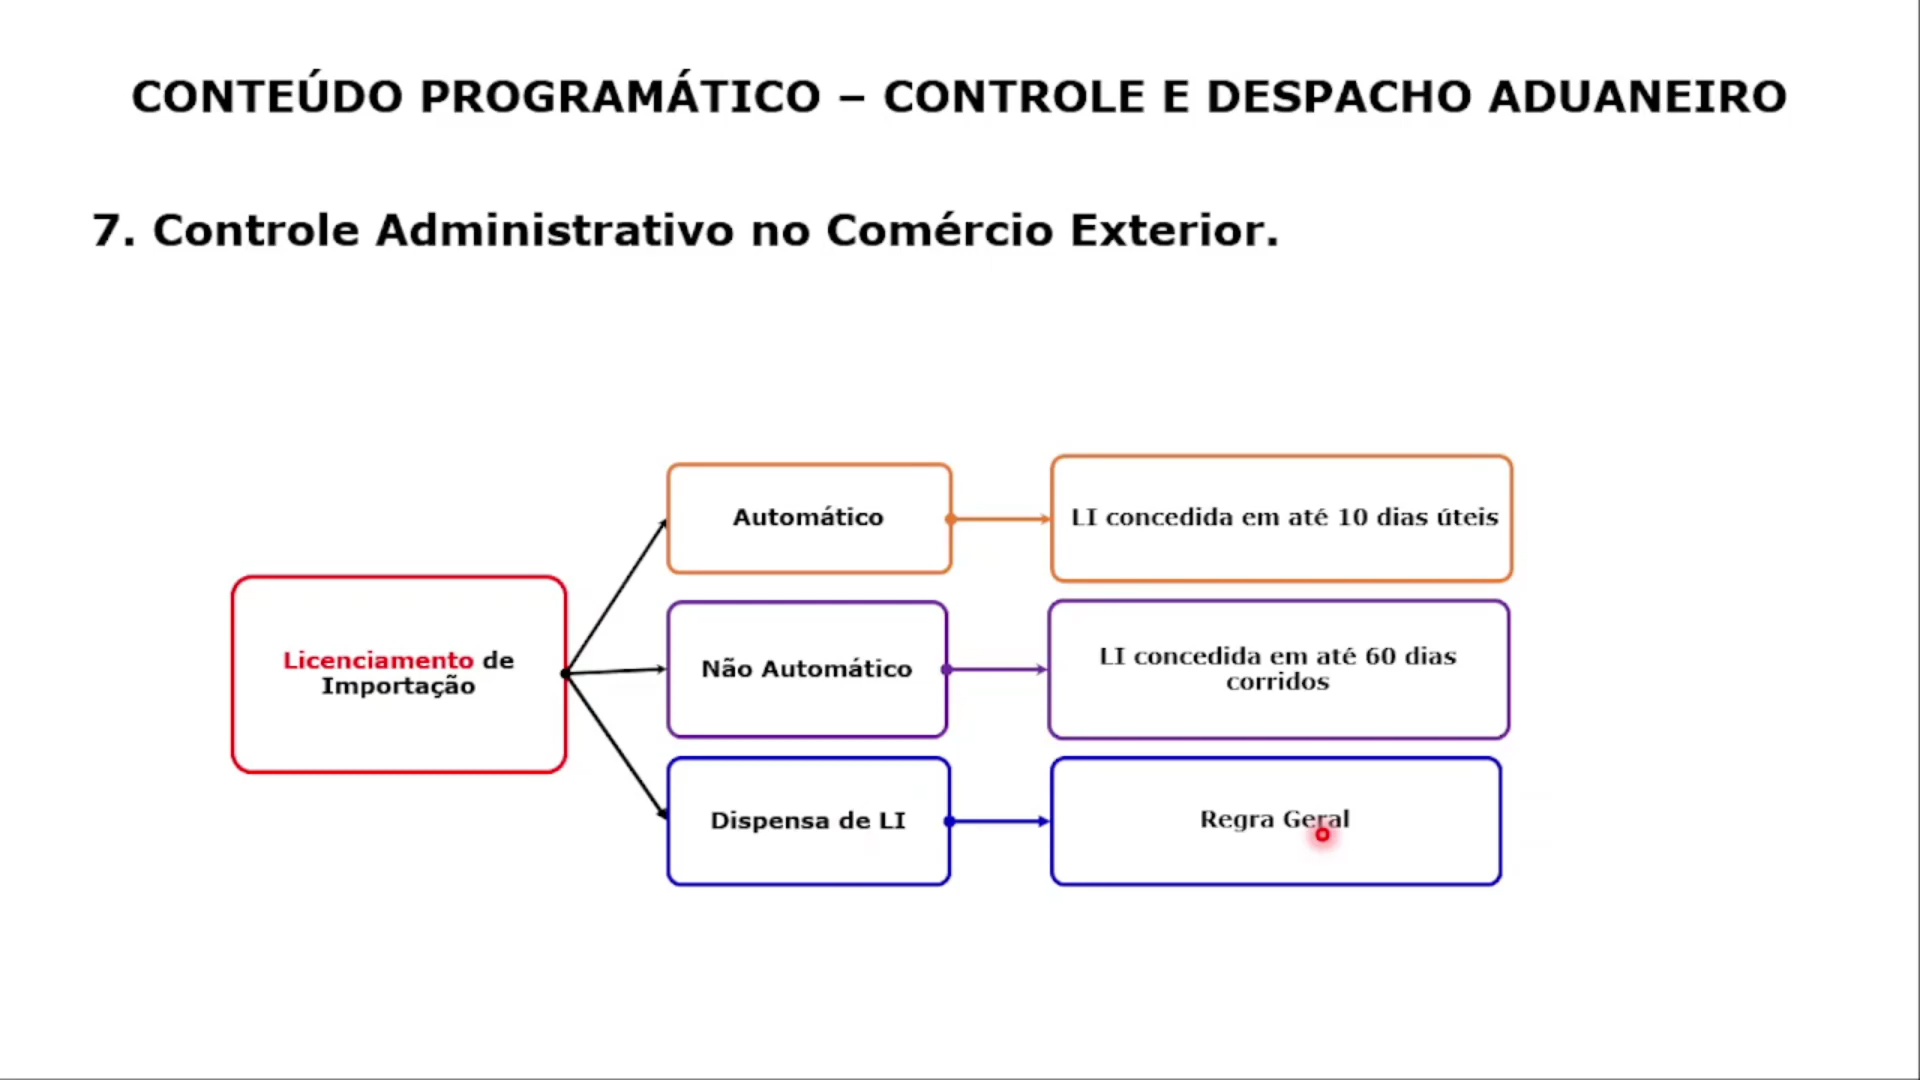 CONTEÚDO PROGRAMÁTICO – CONTROLE E DESPACHO ADUANEIRO
7. Controle Administrativo no Comércio Exterior.
Licenciamento de
Importação
Automático
LI concedida em até 10 dias úteis
Não Automático
LI concedida em até 60 dias
corridos
Dispensa de LI
Regra Geral